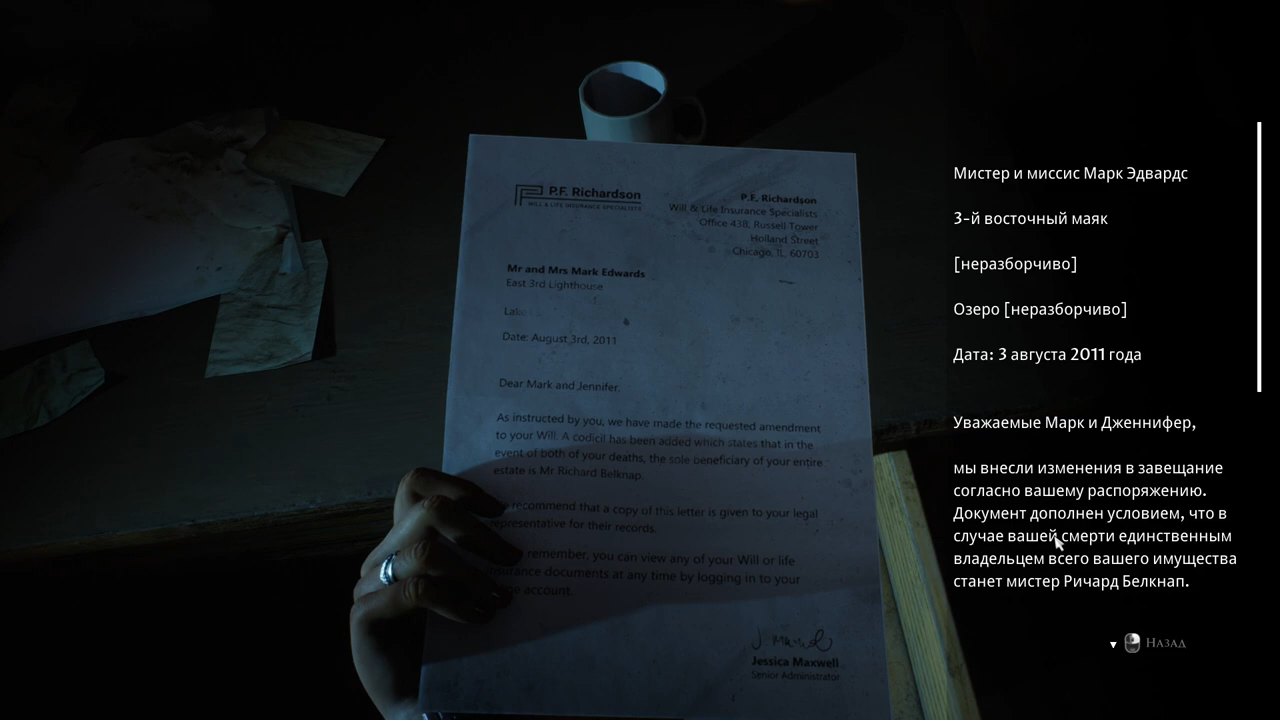 P.F. Richardson
WILL & LIFE INSURANCE SPECIALISTS
P.F. Richardson
Will & Life Insurance Specialists
Office 438, Russell Tower
Holland Street
Chicago, IL, 60703
Mr and Mrs Mark Edwards
East 3rd Lighthouse
Lake
Date: August 3rd, 2011
Dear Mark and Jennifer,
As instructed by you, we have made the requested amendment
to your Will. A codicil has been added which states that in the
event of both of your deaths, the sole beneficiary of your entire
estate is Mr Richard Belknap.
recommend that a copy of this letter is given to your legal
representative for their records.
remember, you can view any of your Will or life
insurance documents at any time by logging in to your
account.
Jessica Maxwell
Senior Administrator
Мистер и миссис Марк Эдвардс
3-й восточный маяк
[неразборчиво]
Озеро [неразборчиво]
Дата: 3 августа 2011 года
Уважаемые Марк и Дженнифер,
мы внесли изменения в завещание
согласно вашему распоряжению.
Документ дополнен условием, что в
случае вашей смерти единственным
владельцем всего вашего имущества
станет мистер Ричард Белкнап.
Назад